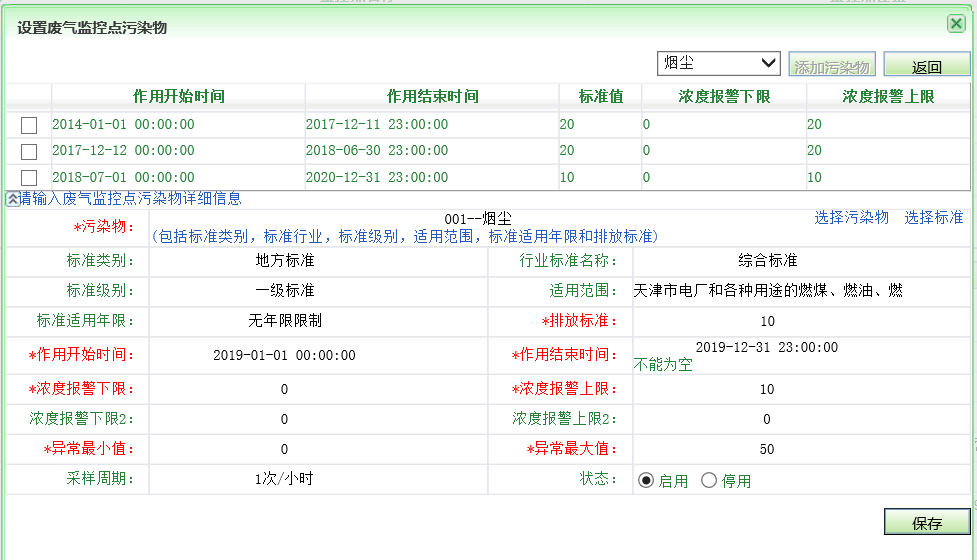 设置废气监控点污染物
烟尘 添加污染物 返回
作用开始时间 作用结束时间 标准值 浓度报警下限 浓度报警上限
2014-01-01 00:00:00 2017-12-11 23:00:00 20 0 20
2017-12-12 00:00:00 2018-06-30 23:00:00 20 0 20
2018-07-01 00:00:00 2020-12-31 23:00:00 10 0 10
请输入废气监控点污染物详细信息
*污染物： 001--烟尘 选择污染物 选择标准
(包括标准类别，标准行业，标准级别，适用范围，标准适用年限和排放标准)
标准类别： 地方标准 行业标准名称： 综合标准
标准级别： 一级标准 适用范围： 天津市电厂和各种用途的燃煤、燃油、燃
标准适用年限： 无年限限制 *排放标准： 10
*作用开始时间： 2019-01-01 00:00:00 *作用结束时间： 2019-12-31 23:00:00
不能为空
*浓度报警下限： 0 *浓度报警上限： 10
浓度报警下限2： 0 浓度报警上限2： 0
*异常最小值： 0 *异常最大值： 50
采样周期： 1次/小时 状态： 启用 停用
保存